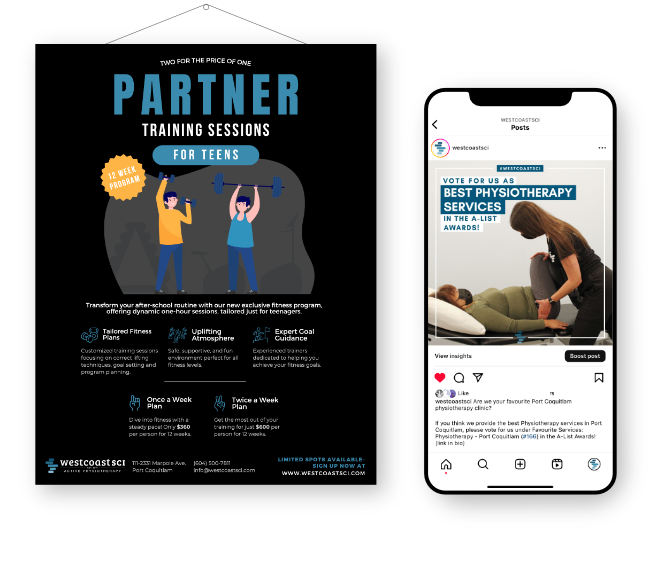 TWO FOR THE PRICE OF ONE
PARTNER
TRAINING SESSIONS
FOR TEENS
12 WEEK
PROGRAM
Transform your after-school routine with our new exclusive fitness program,
offering dynamic one-hour sessions, tailored just for teenagers.
Tailored Fitness
Plans
Customized training sessions
focusing on correct lifting
techniques, goal setting and
program planning.
Uplifting
Atmosphere
Safe, supportive, and fun
environment perfect for all
fitness levels.
Expert Goal
Guidance
Experienced trainers
dedicated to helping you
achieve your fitness goals.
Once a Week
Plan
Dive into fitness with a
steady pace! Only $360
per person for 12 weeks.
Twice a Week
Plan
Get the most out of your
training for just $600 per
person for 12 weeks.
westcoast SCI
ACTIVE PHYSIOTHERAPY
111-2331 Marpole Ave.
Port Coquitlam
(604) 500-7811
info@westcoastsci.com
LIMITED SPOTS AVAILABLE-
SIGN UP NOW AT
WWW.WESTCOASTSCI.COM
WESTCOASTSCI
Posts
westcoastsci
#WESTCOASTSCI
VOTE FOR US AS
BEST PHYSIOTHERAPY
SERVICES
IN THE A-LIST
AWARDS!
View insights
Boost post
Like
westcoastsci Are we your favourite Port Coquitlam
physiotherapy clinic?
If you think we provide the best Physiotherapy services in Port
Coquitlam, please vote for us under Favourite Services:
Physiotherapy - Port Coquitlam (#166) in the A-List Awards!
(link in bio)